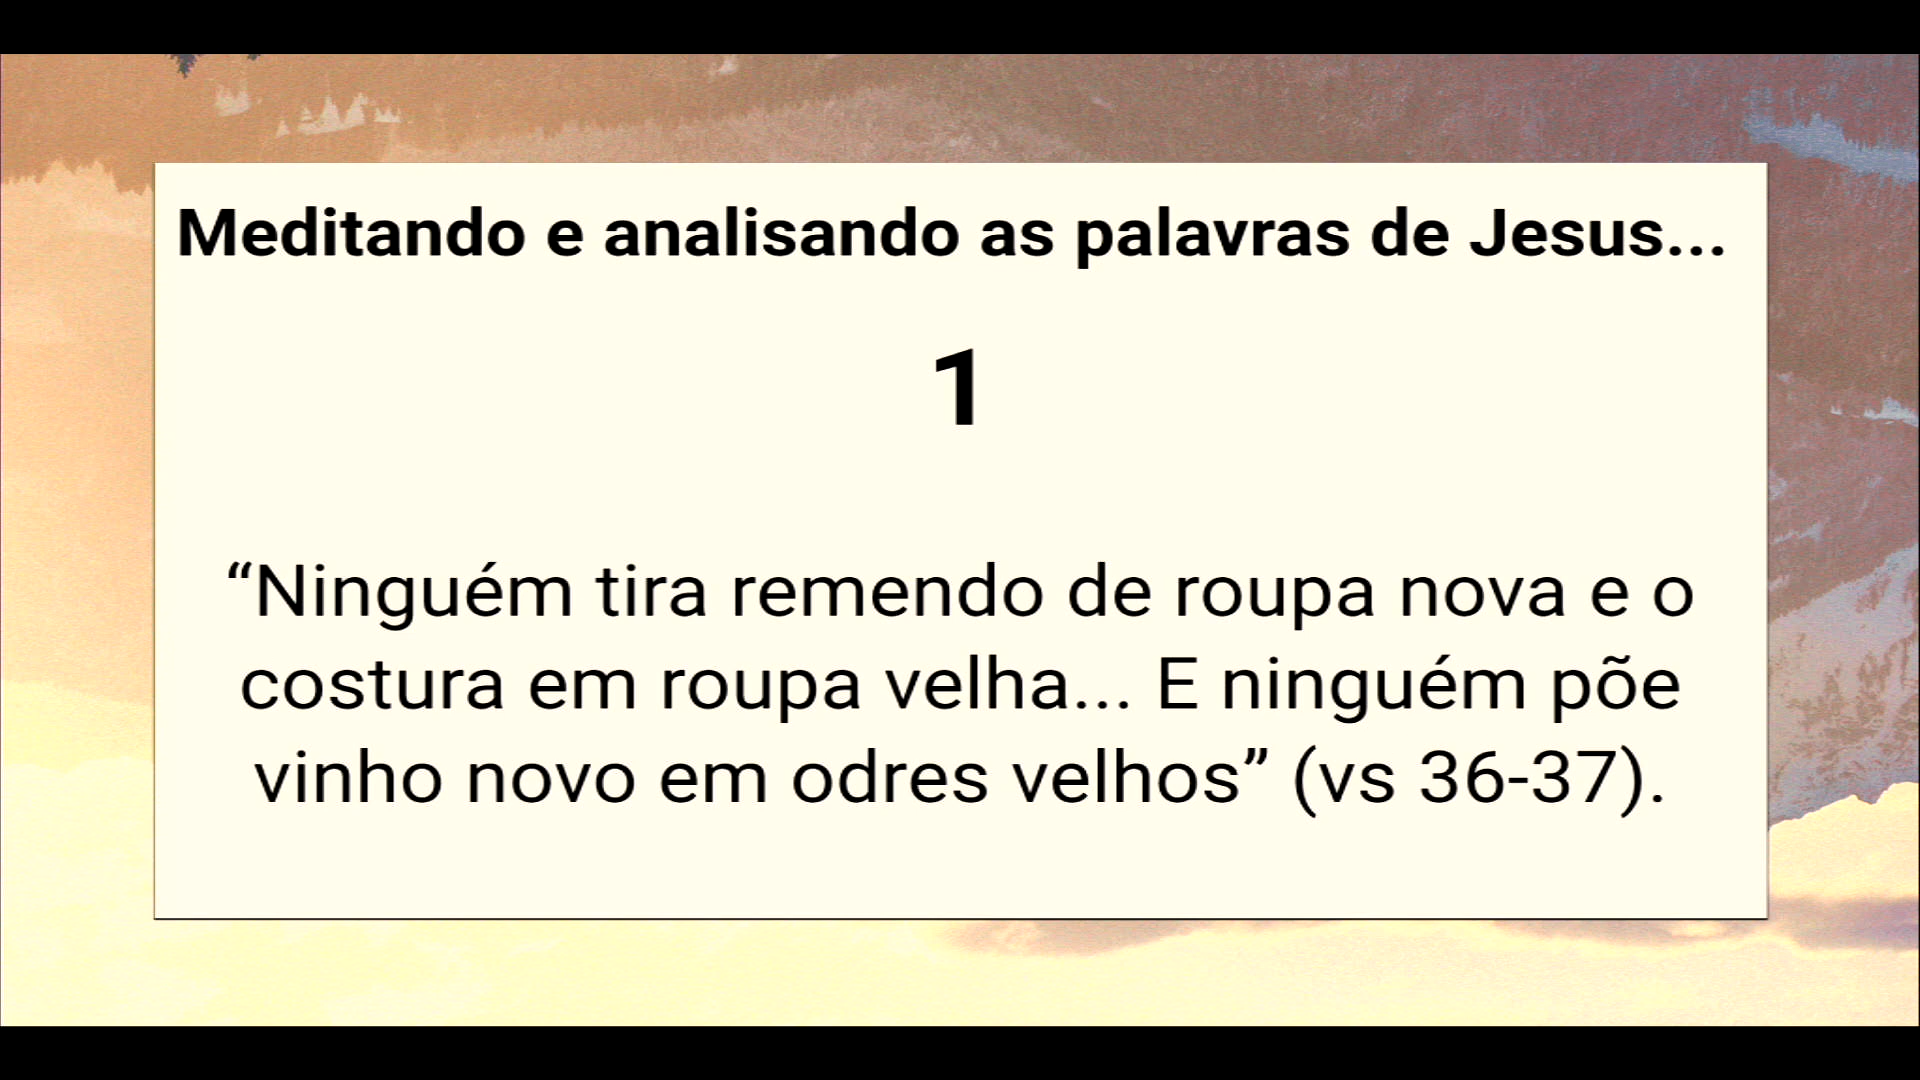 Meditando e analisando as palavras de Jesus...
1
“Ninguém tira remendo de roupa nova e o
costura em roupa velha... E ninguém põe
vinho novo em odres velhos” (vs 36-37).